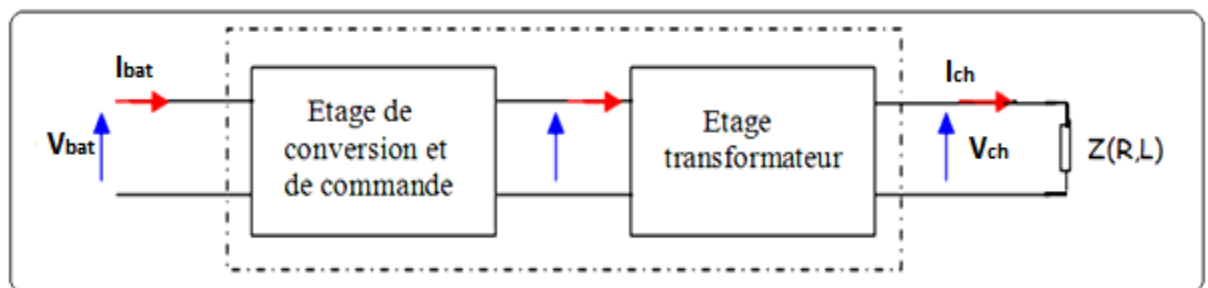 Ibat
Vbat
Etage de
conversion et
de commande
Etage
transformateur
Ich
Vch
Z(R,L)